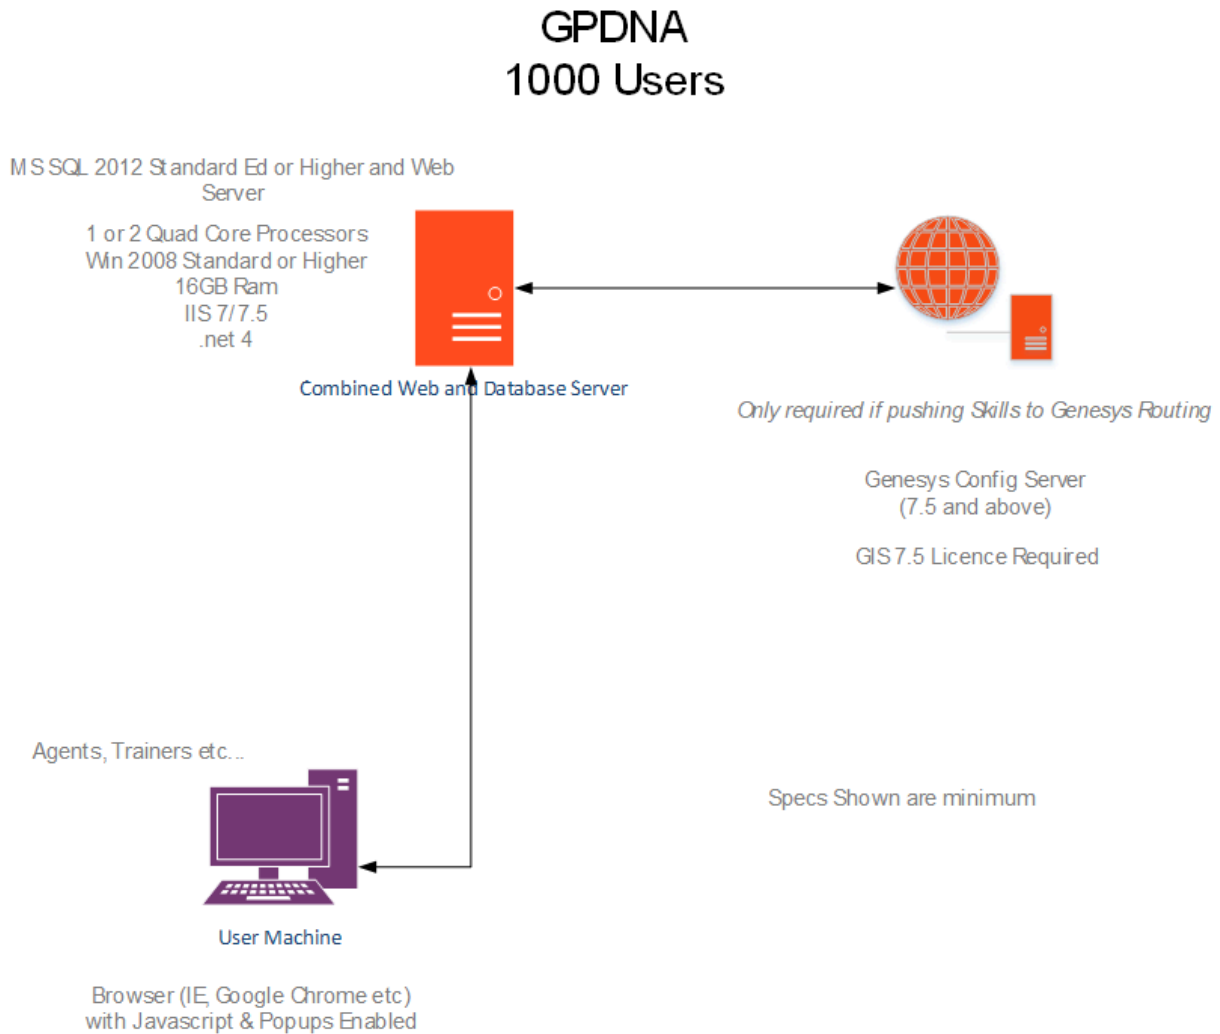 GPDNA
1000 Users
MS SQL 2012 Standard Ed or Higher and Web
Server
1 or 2 Quad Core Processors
Win 2008 Standard or Higher
16GB Ram
IIS 7/7.5
.net 4
Combined Web and Database Server
Only required if pushing Skills to Genesys Routing
Genesys Config Server
(7.5 and above)
GIS 7.5 Licence Required
Agents, Trainers etc...
Specs Shown are minimum
User Machine
Browser (IE, Google Chrome etc)
with Javascript & Popups Enabled